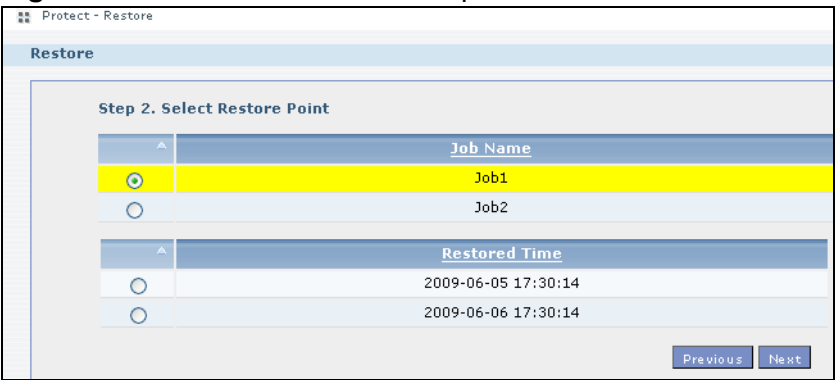 Protect - Restore
Restore
Step 2. Select Restore Point
Job Name
Job1
Job2
Restored Time
2009-06-05 17:30:14
2009-06-06 17:30:14
Previous Next